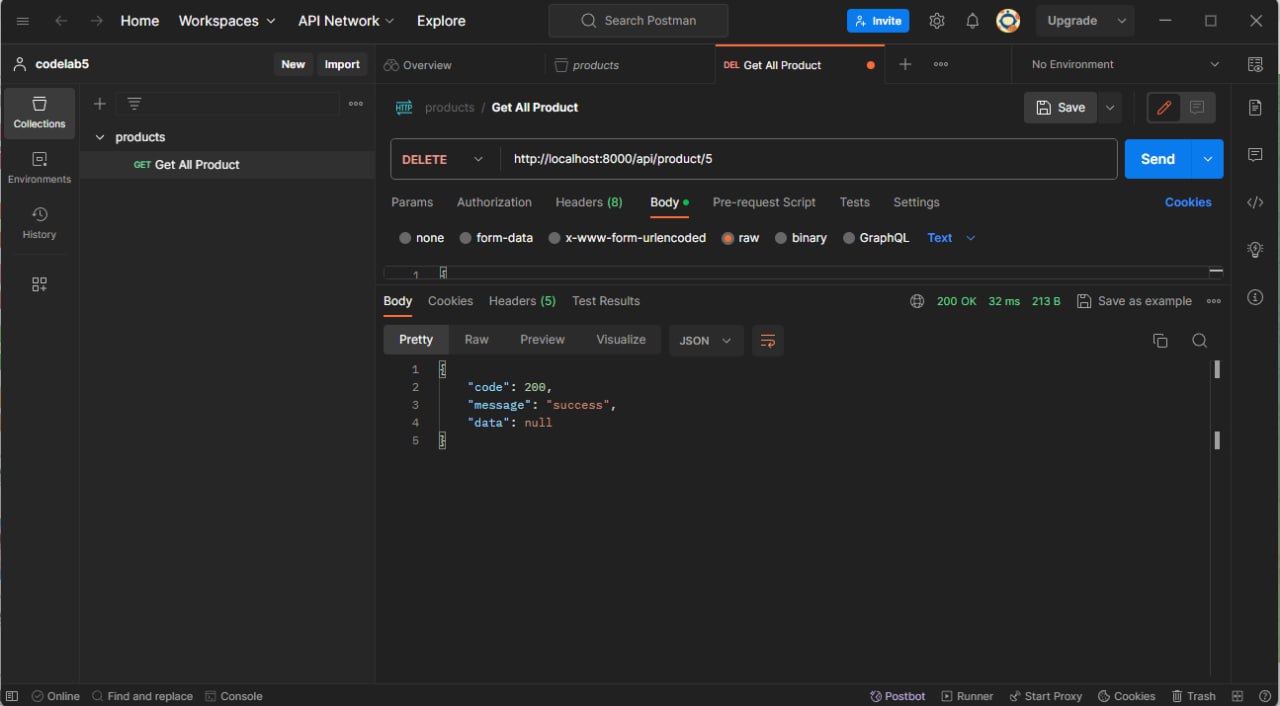 Home Workspaces API Network Explore Search Postman Invite Upgrade
codelab5 New Import Overview products DEL Get All Product No Environment
Collections
Environments
History
products
GET Get All Product
HTTP products / Get All Product Save
DELETE http://localhost:8000/api/product/5 Send
Params Authorization Headers (8) Body Pre-request Script Tests Settings Cookies
none form-data x-www-form-urlencoded raw binary GraphQL Text
1 {
Body Cookies Headers (5) Test Results 200 OK 32 ms 213 B Save as example
Pretty Raw Preview Visualize JSON
1 {
2 "code": 200,
3 "message": "success",
4 "data": null
5 }
Online Find and replace Console Postbot Runner Start Proxy Cookies Trash